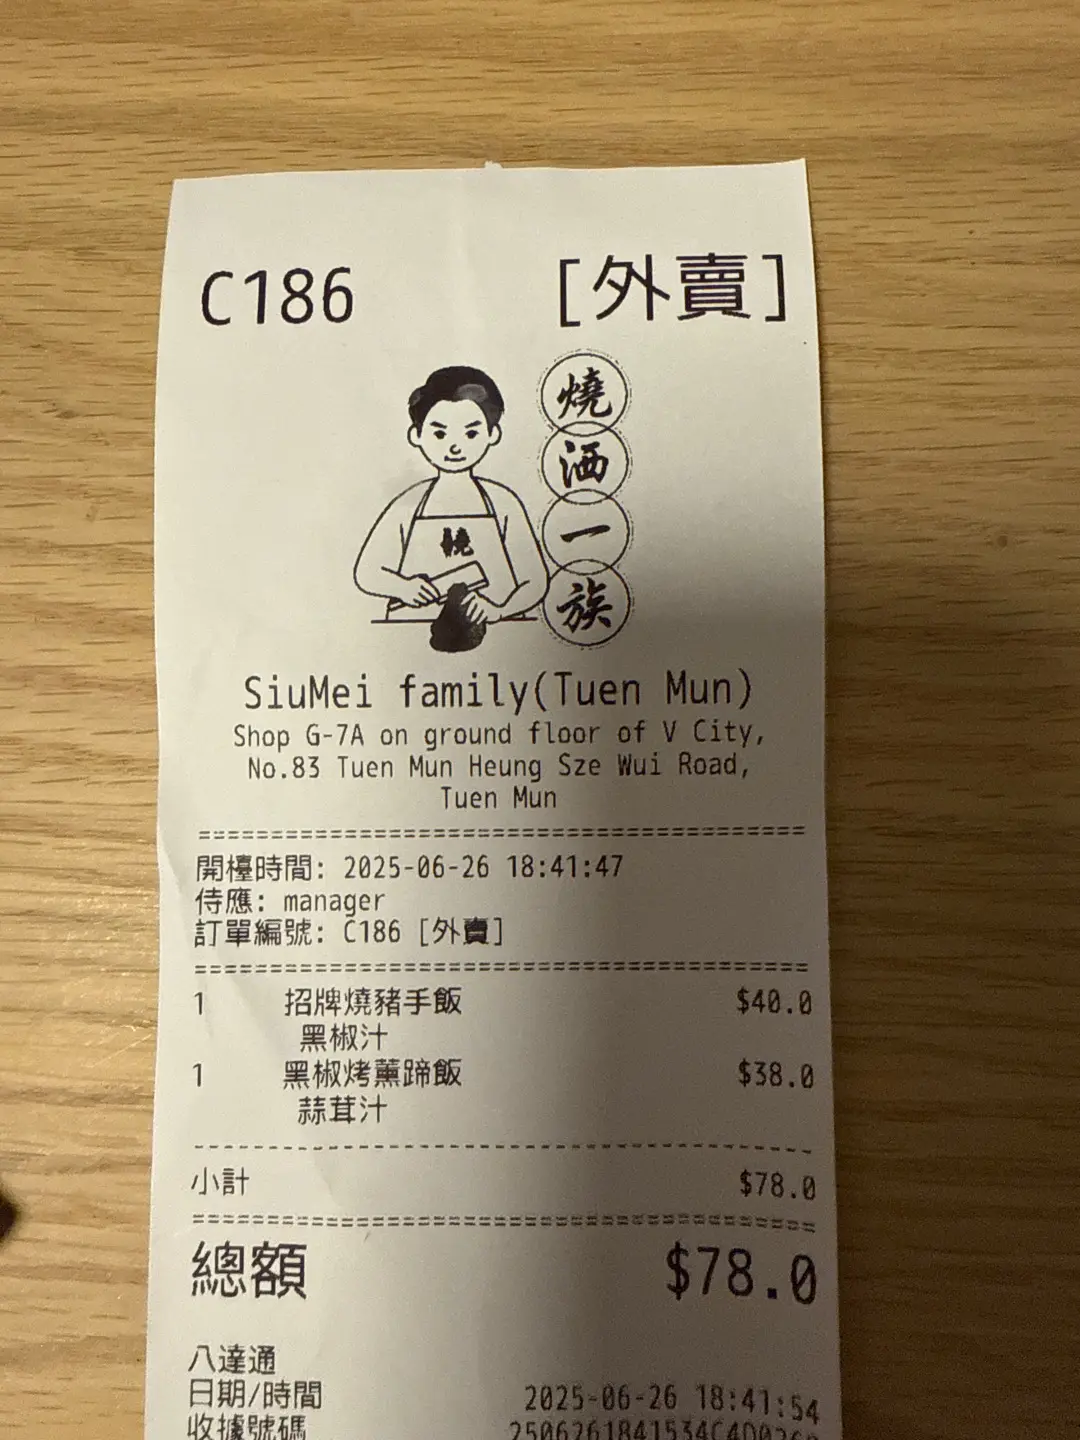 C186 [外賣]
燒
洒
一
族
燒
SiuMei family(Tuen Mun)
Shop G-7A on ground floor of V City,
No.83 Tuen Mun Heung Sze Wui Road,
Tuen Mun
開檯時間: 2025-06-26 18:41:47
侍應: manager
訂單編號: C186 [外賣]
1 招牌燒豬手飯 $40.0
黑椒汁
1 黑椒烤薰蹄飯 $38.0
蒜茸汁
小計 $78.0
總額 $78.0
八達通
日期/時間 2025-06-26 18:41:54
收據號碼